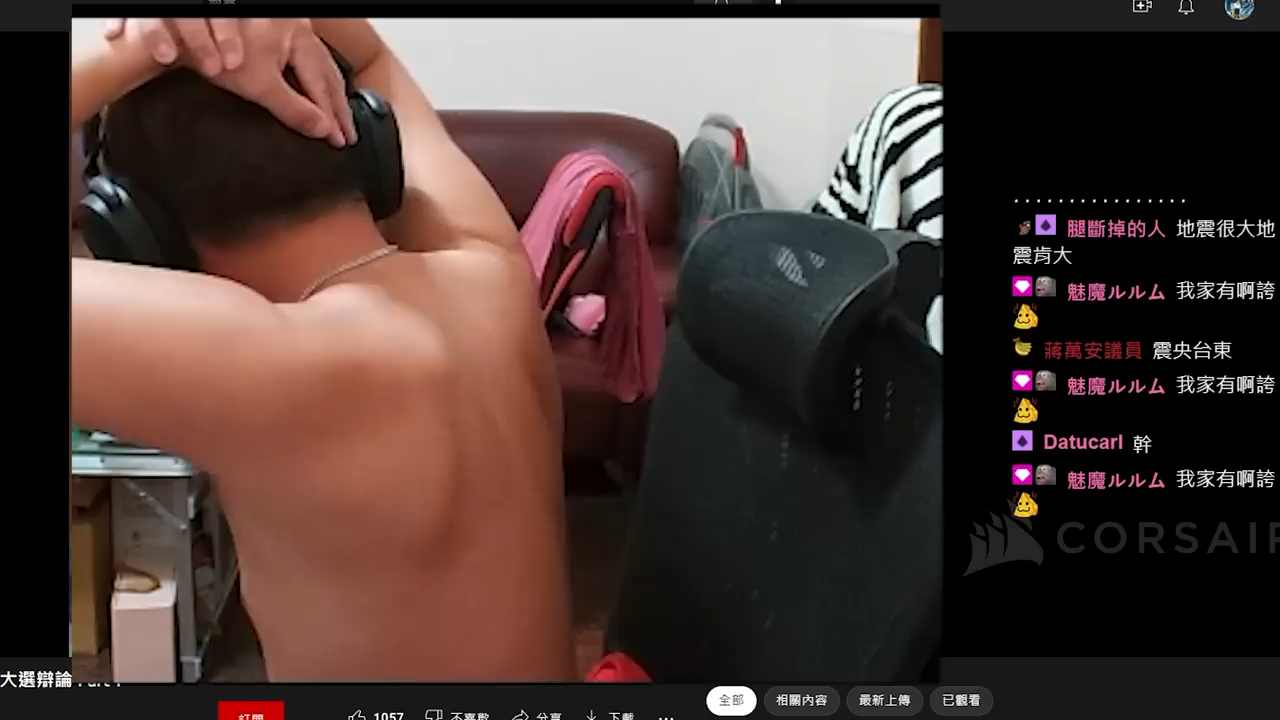 腿斷掉的人 地震很大地
震肯大
魅魔ルルム 我家有啊誇
蔣萬安議員 震央台東
魅魔ルルム 我家有啊誇
Datucarl 幹
魅魔ルルム 我家有啊誇
CORSAIR
大選辯論
全部 相關內容 最新上傳 已觀看
訂閱 1057 不喜歡 分享 下載